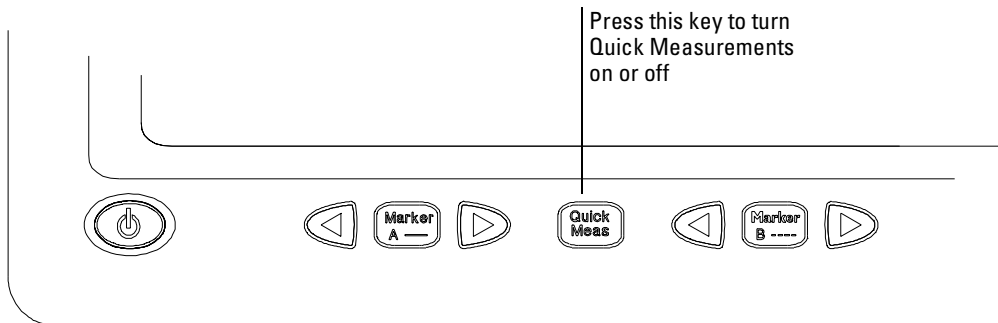 Press this key to turn
Quick Measurements
on or off
Marker
A —
Quick
Meas
Marker
B ----